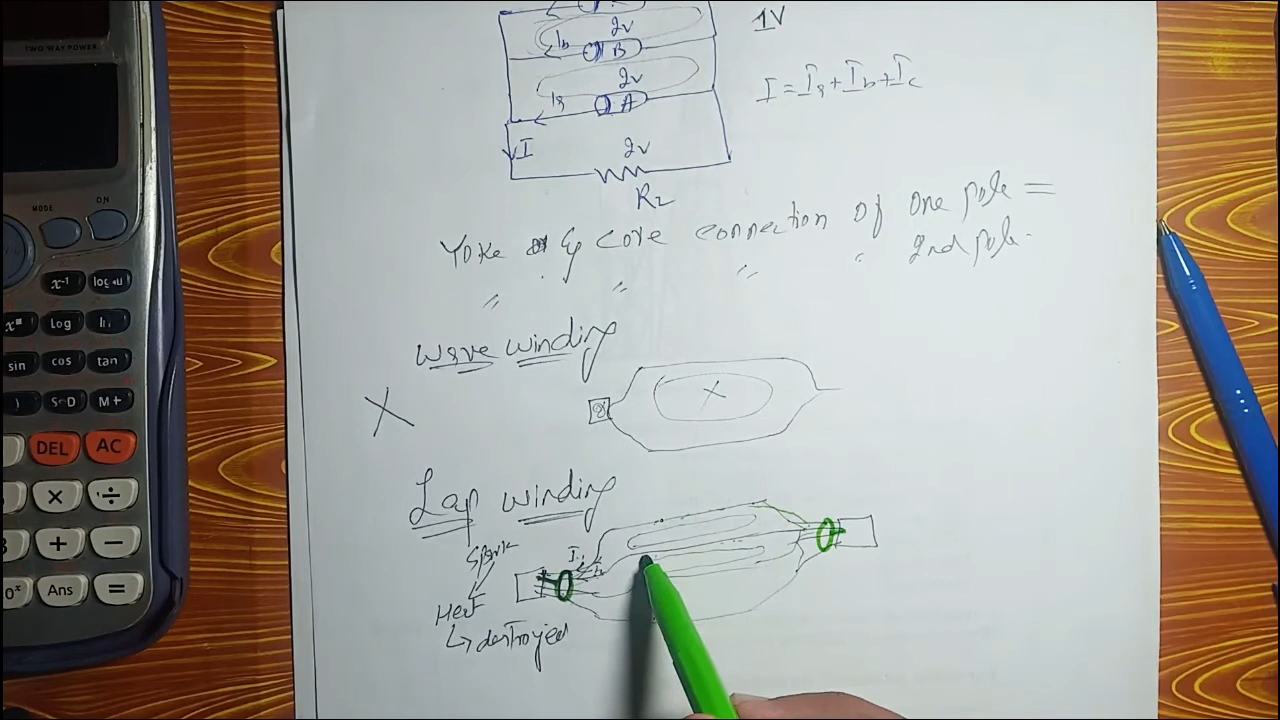 TWO WAY POWER
MODE
ON
x⁻¹
log
log
ln
sin
cos
tan
)
S⇔D
M+
DEL
AC
×
÷
+
−
Ans
=
2v
1V
Ib
B
2v
I = Ia + Ib + Ic
Ia
A
I
2v
RL
Yoke & core connection of one pole =
" " " " 2nd pole.
wave winding
X
X
Lap winding
Spark
Heat
↳ destroyed